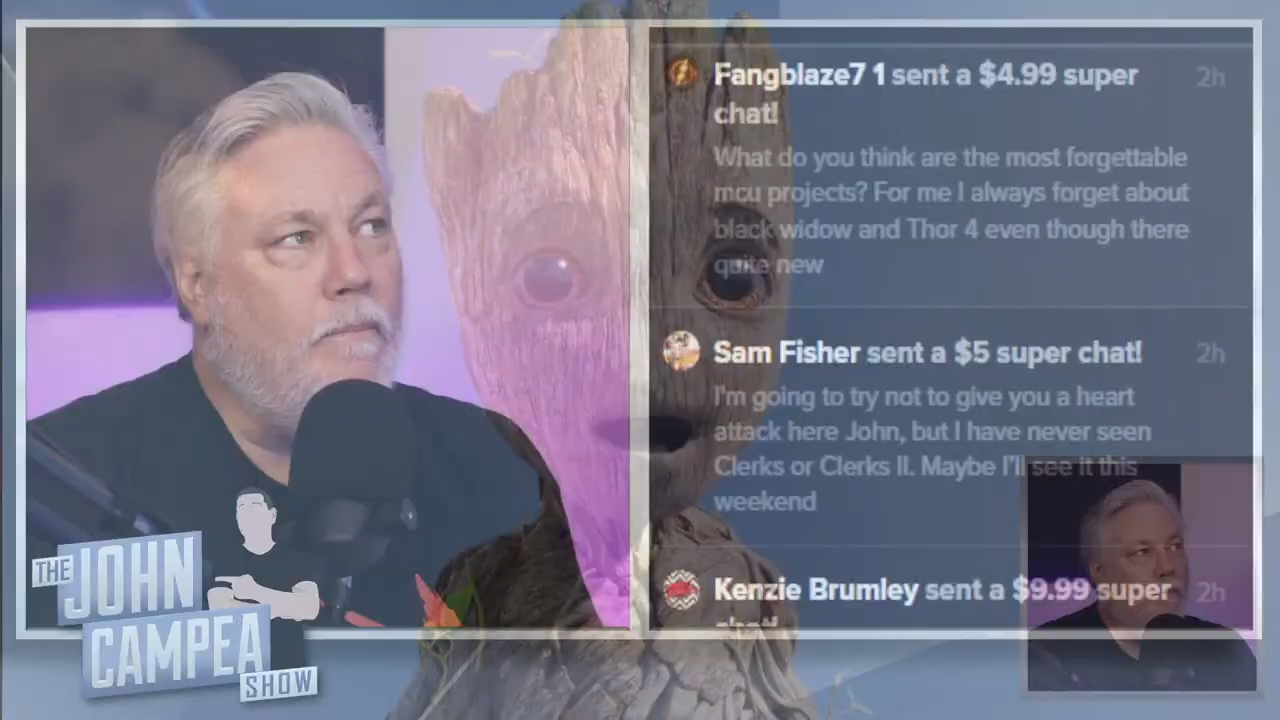 Fangblaze7 1 sent a $4.99 super
chat!
2h
What do you think are the most forgettable
mcu projects? For me I always forget about
black widow and Thor 4 even though there
quite new
Sam Fisher sent a $5 super chat!
2h
I'm going to try not to give you a heart
attack here John, but I have never seen
Clerks or Clerks II. Maybe I'll see it this
weekend
Kenzie Brumley sent a $9.99 super
chat!
2h
THE
JOHN
CAMPEA
SHOW